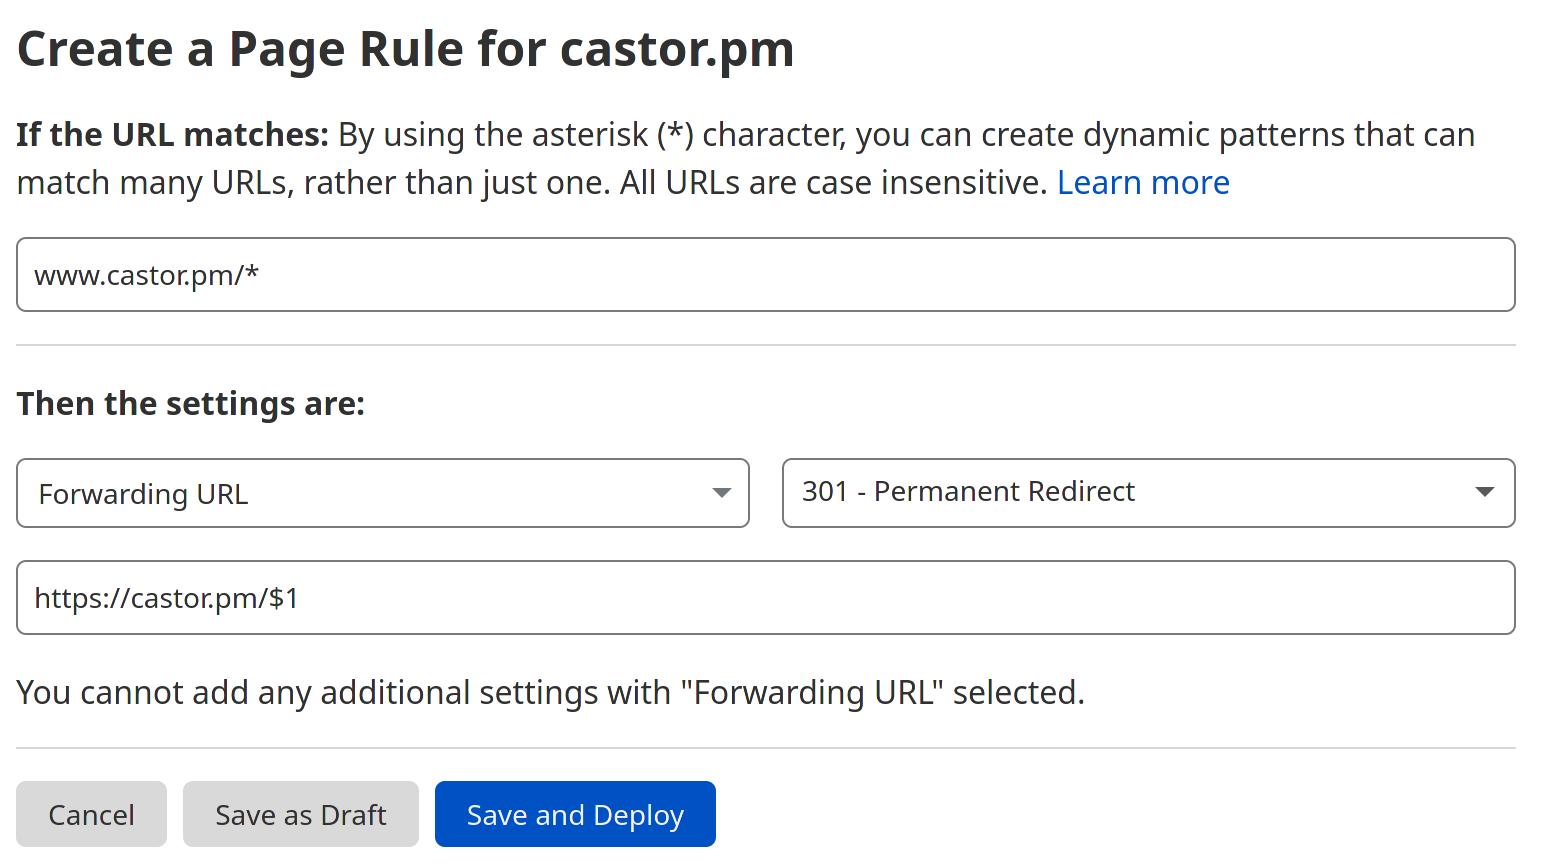 Create a Page Rule for castor.pm
If the URL matches: By using the asterisk (*) character, you can create dynamic patterns that can
match many URLs, rather than just one. All URLs are case insensitive. Learn more
www.castor.pm/*
Then the settings are:
Forwarding URL
301 - Permanent Redirect
https://castor.pm/$1
You cannot add any additional settings with "Forwarding URL" selected.
Cancel
Save as Draft
Save and Deploy